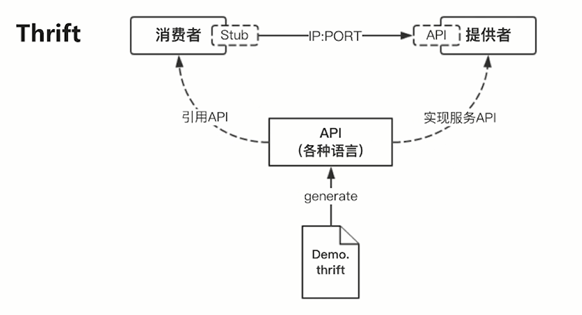 Thrift
消费者
Stub
IP:PORT
API
提供者
引用API
实现服务API
API
（各种语言）
generate
Demo.
thrift